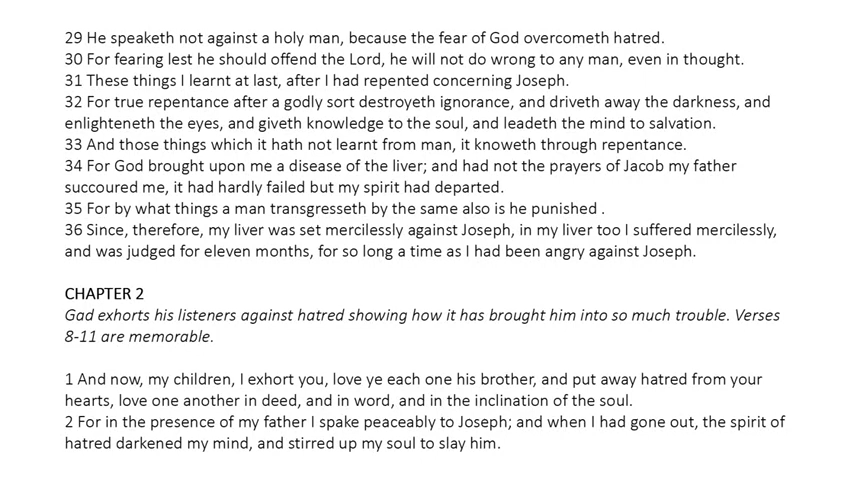 29 He speaketh not against a holy man, because the fear of God overcometh hatred.
30 For fearing lest he should offend the Lord, he will not do wrong to any man, even in thought.
31 These things I learnt at last, after I had repented concerning Joseph.
32 For true repentance after a godly sort destroyeth ignorance, and driveth away the darkness, and
enlighteneth the eyes, and giveth knowledge to the soul, and leadeth the mind to salvation.
33 And those things which it hath not learnt from man, it knoweth through repentance.
34 For God brought upon me a disease of the liver; and had not the prayers of Jacob my father
succoured me, it had hardly failed but my spirit had departed.
35 For by what things a man transgresseth by the same also is he punished .
36 Since, therefore, my liver was set mercilessly against Joseph, in my liver too I suffered mercilessly,
and was judged for eleven months, for so long a time as I had been angry against Joseph.
CHAPTER 2
Gad exhorts his listeners against hatred showing how it has brought him into so much trouble. Verses
8-11 are memorable.
1 And now, my children, I exhort you, love ye each one his brother, and put away hatred from your
hearts, love one another in deed, and in word, and in the inclination of the soul.
2 For in the presence of my father I spake peaceably to Joseph; and when I had gone out, the spirit of
hatred darkened my mind, and stirred up my soul to slay him.